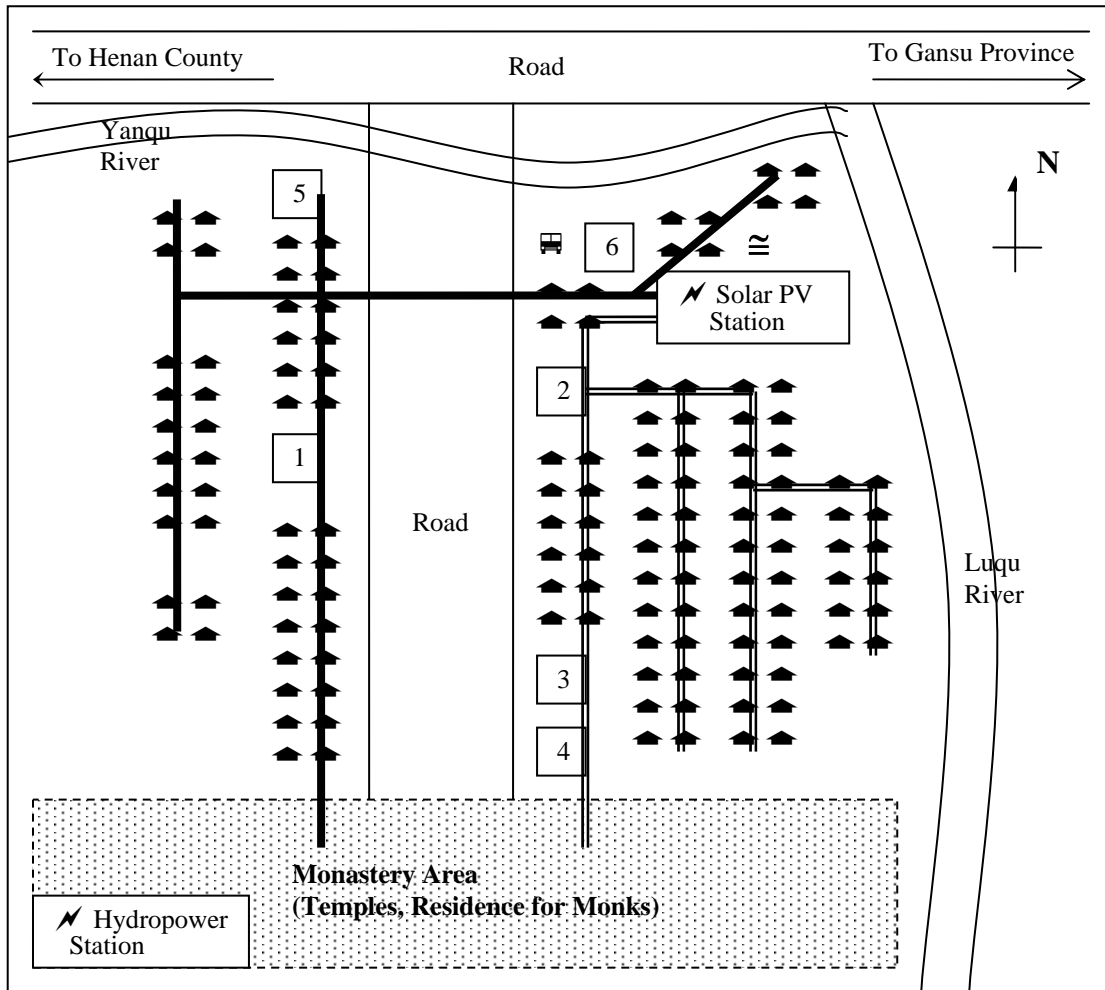 To Henan County
Road
To Gansu Province
Yanqu
River
N
5
6
≅
Solar PV
Station
2
1
Road
Luqu
River
3
4
Monastery Area
(Temples, Residence for Monks)
Hydropower
Station